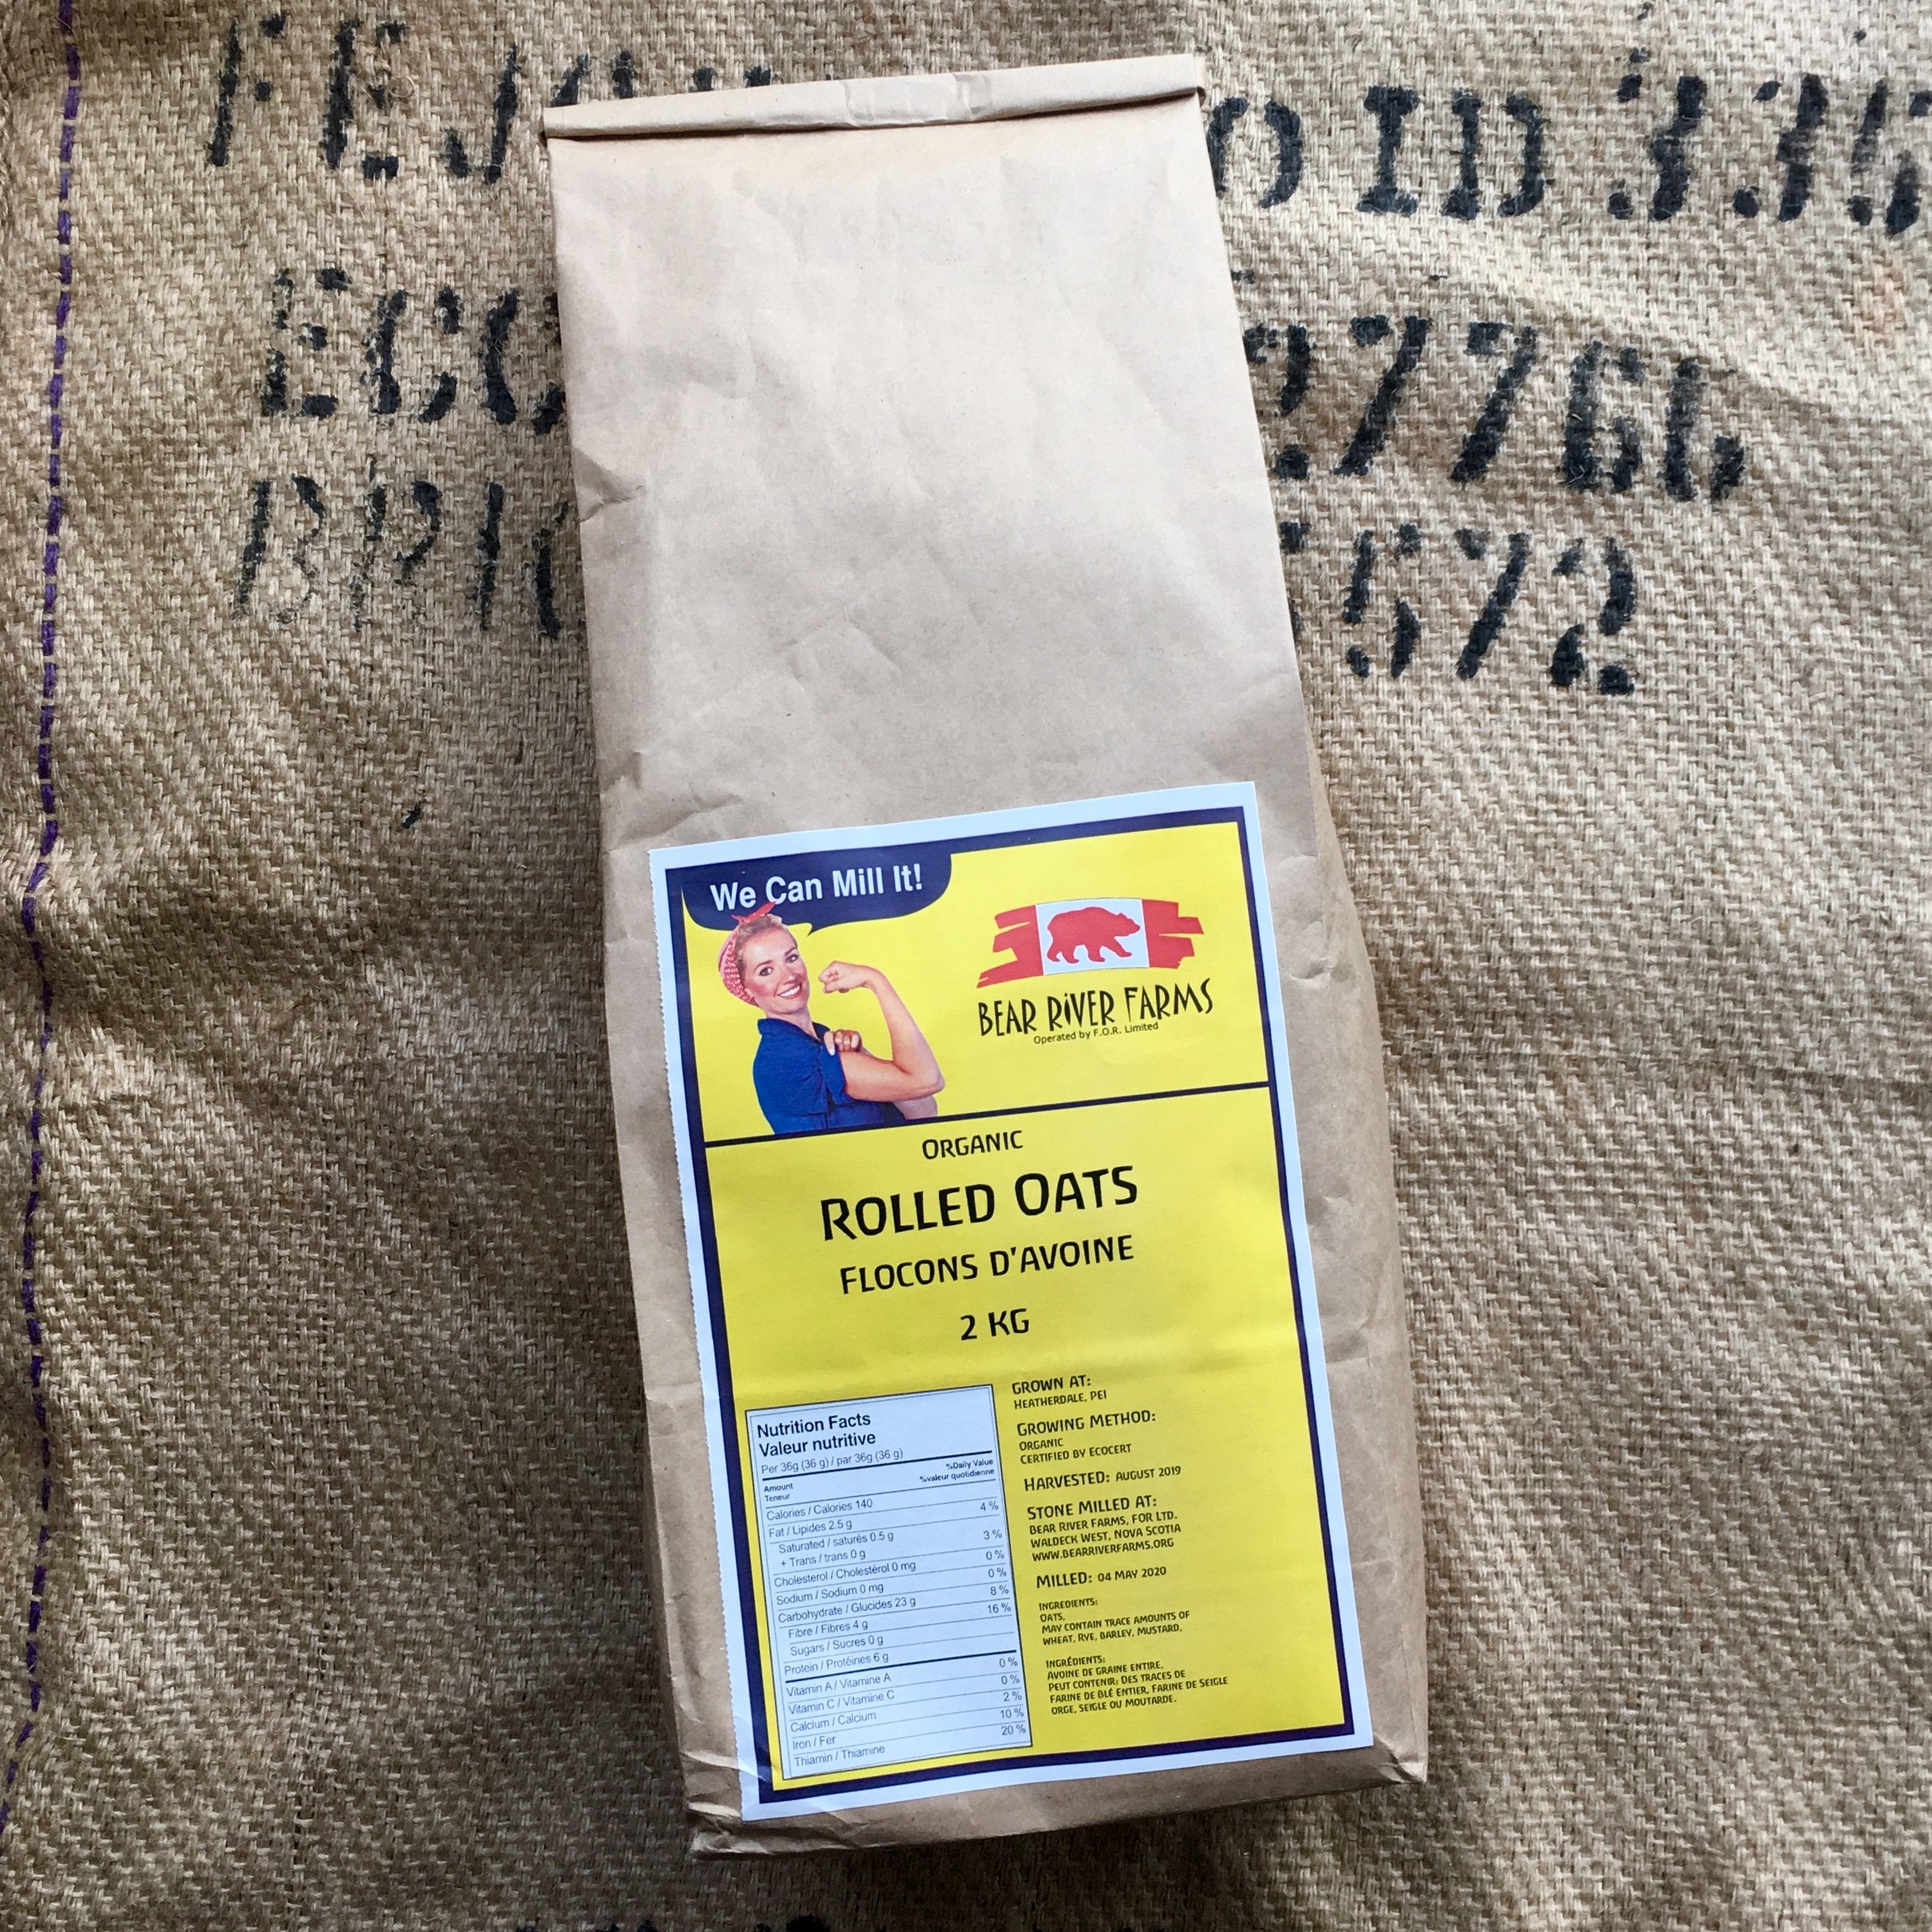 FEJO
O ID 335
ECO
27766
BRIC
572
We Can Mill It!
BEAR RiVER FARMS
Operated by F.O.R. Limited
ORGANIC
ROLLED OATS
FLOCONS D'AVOINE
2 KG
Nutrition Facts
Valeur nutritive
Per 36g (36 g) / par 36g (36 g)
Amount
Teneur
%Daily Value
%valeur quotidienne
Calories / Calories 140
Fat / Lipides 2.5 g 4 %
Saturated / saturés 0.5 g
+ Trans / trans 0 g 3 %
Cholesterol / Cholestérol 0 mg 0 %
Sodium / Sodium 0 mg 0 %
Carbohydrate / Glucides 23 g 8 %
Fibre / Fibres 4 g 16 %
Sugars / Sucres 0 g
Protein / Protéines 6 g
Vitamin A / Vitamine A 0 %
Vitamin C / Vitamine C 0 %
Calcium / Calcium 2 %
Iron / Fer 10 %
Thiamin / Thiamine 20 %
GROWN AT:
HEATHERDALE, PEI
GROWING METHOD:
ORGANIC
CERTIFIED BY ECOCERT
HARVESTED: AUGUST 2019
STONE MILLED AT:
BEAR RIVER FARMS, FOR LTD.
WALDECK WEST, NOVA SCOTIA
WWW.BEARRIVERFARMS.ORG
MILLED: 04 MAY 2020
INGREDIENTS:
OATS,
MAY CONTAIN TRACE AMOUNTS OF
WHEAT, RYE, BARLEY, MUSTARD.
INGRÉDIENTS:
AVOINE DE GRAINE ENTIRE.
PEUT CONTENIR: DES TRACES DE
FARINE DE BLÉ ENTIER, FARINE DE SEIGLE
ORGE, SEIGLE OU MOUTARDE.